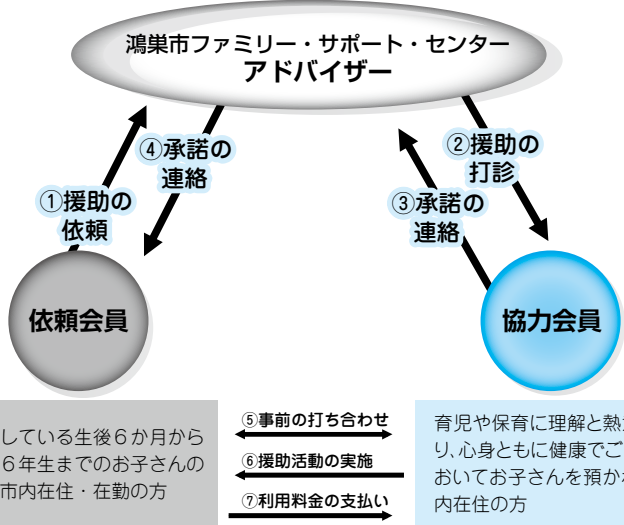 鴻巣市ファミリー・サポート・センター
アドバイザー
①援助の
依頼
④承諾の
連絡
②援助の
打診
③承諾の
連絡
依頼会員
協力会員
している生後６か月から
６年生までのお子さんの
市内在住・在勤の方
⑤事前の打ち合わせ
⑥援助活動の実施
⑦利用料金の支払い
育児や保育に理解と熱
り、心身ともに健康でご
おいてお子さんを預か
内在住の方